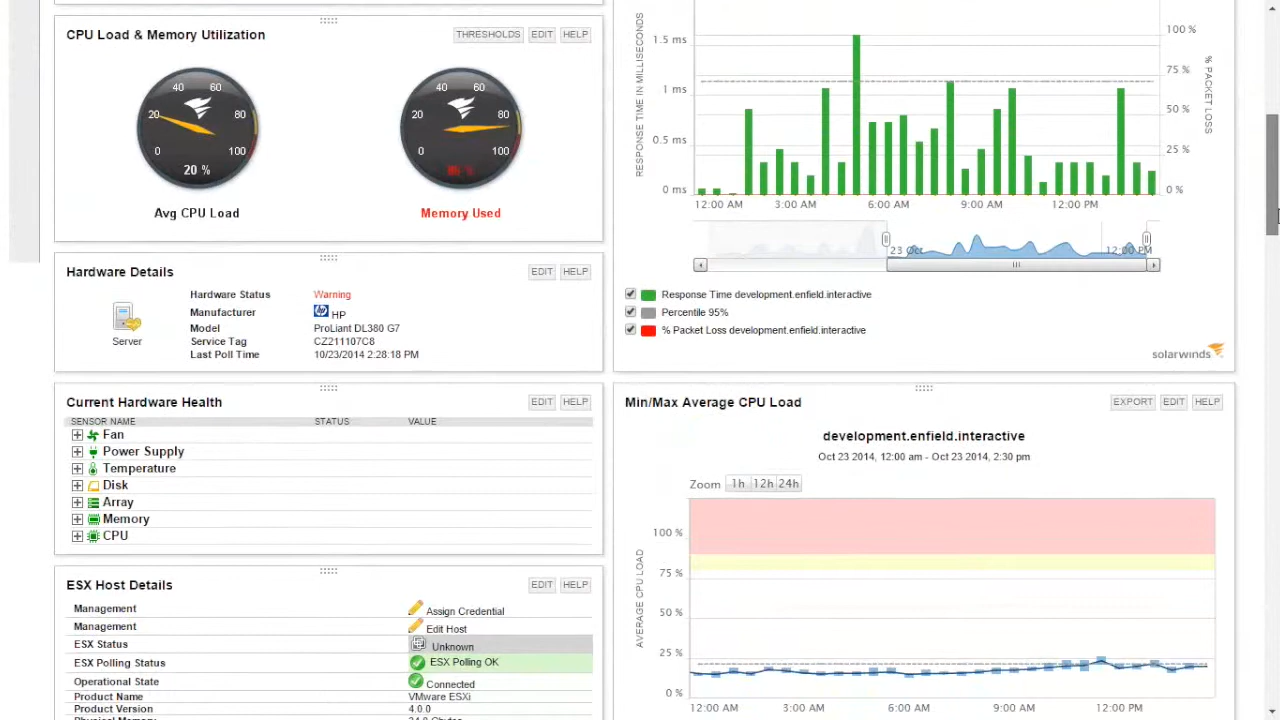 CPU Load & Memory Utilization
THRESHOLDS EDIT HELP
40 60
20 80
0 100
20 %
Avg CPU Load
40 60
20 80
0 100
Memory Used
Hardware Details
EDIT HELP
Server
Hardware Status Warning
Manufacturer HP
Model ProLiant DL380 G7
Service Tag CZ211107C8
Last Poll Time 10/23/2014 2:28:18 PM
Current Hardware Health
EDIT HELP
SENSOR NAME STATUS VALUE
Fan
Power Supply
Temperature
Disk
Array
Memory
CPU
ESX Host Details
EDIT HELP
Management Assign Credential
Management Edit Host
ESX Status Unknown
ESX Polling Status ESX Polling OK
Operational State Connected
Product Name VMware ESXi
Product Version 4.0.0
RESPONSE TIME IN MILLISECONDS
1.5 ms
1 ms
0.5 ms
0 ms
100 %
75 %
50 %
25 %
0 %
% PACKET LOSS
12:00 AM 3:00 AM 6:00 AM 9:00 AM 12:00 PM
23 Oct 12:00 PM
Response Time development.enfield.interactive
Percentile 95%
% Packet Loss development.enfield.interactive
solarwinds
Min/Max Average CPU Load
EXPORT EDIT HELP
development.enfield.interactive
Oct 23 2014, 12:00 am - Oct 23 2014, 2:30 pm
Zoom 1h 12h 24h
AVERAGE CPU LOAD
100 %
75 %
50 %
25 %
0 %
12:00 AM 3:00 AM 6:00 AM 9:00 AM 12:00 PM